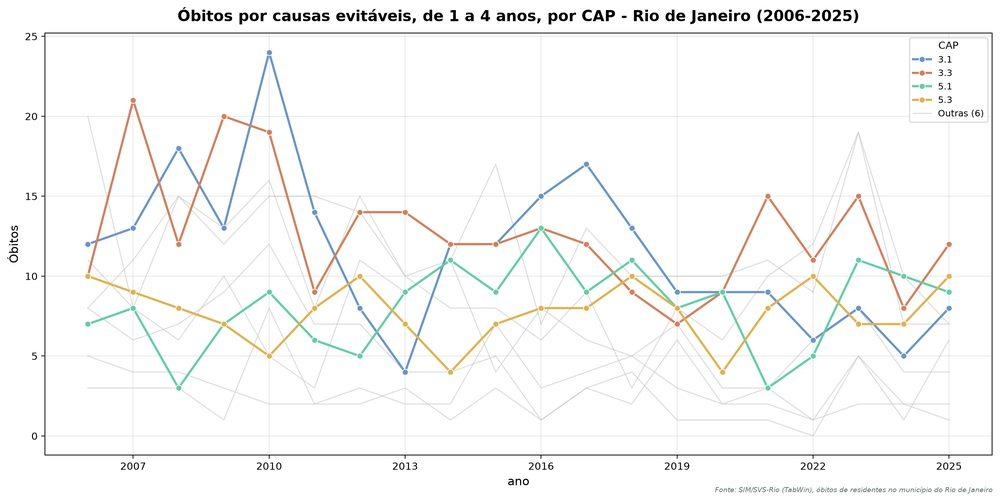 Óbitos por causas evitáveis, de 1 a 4 anos, por CAP - Rio de Janeiro (2006-2025)
CAP
3.1
3.3
5.1
5.3
Outras (6)
Óbitos
25
20
15
10
5
0
2007
2010
2013
2016
2019
2022
2025
ano
Fonte: SIM/SVS-Rio (TabWin), óbitos de residentes no município do Rio de Janeiro